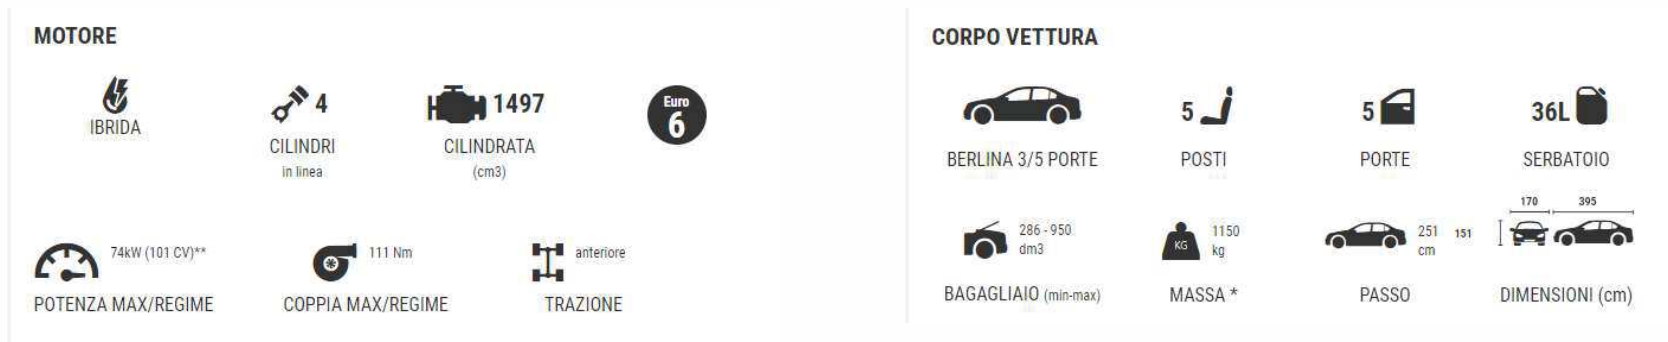 MOTORE
IBRIDA
4
CILINDRI
in linea
1497
CILINDRATA
(cm3)
Euro
6
74kW (101 CV)**
POTENZA MAX/REGIME
111 Nm
COPPIA MAX/REGIME
anteriore
TRAZIONE
CORPO VETTURA
BERLINA 3/5 PORTE
5
POSTI
5
PORTE
36L
SERBATOIO
286 - 950
dm3
BAGAGLIAIO (min-max)
KG
1150
kg
MASSA *
251
cm
PASSO
170
395
151
DIMENSIONI (cm)